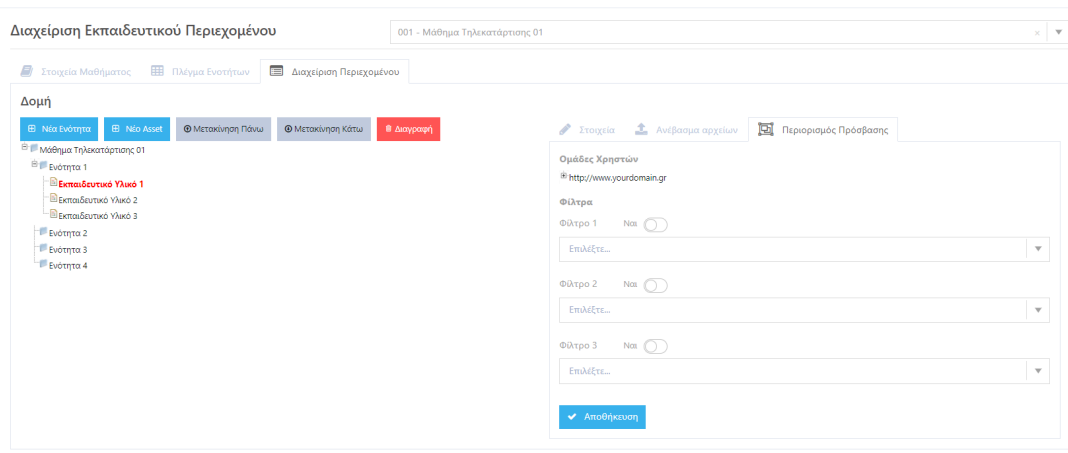 Διαχείριση Εκπαιδευτικού Περιεχομένου
001 - Μάθημα Τηλεκατάρτισης 01
Στοιχεία Μαθήματος
Πλέγμα Ενοτήτων
Διαχείριση Περιεχομένου
Δομή
Νέα Ενότητα
Νέο Asset
Μετακίνηση Πάνω
Μετακίνηση Κάτω
Διαγραφή
Μάθημα Τηλεκατάρτισης 01
Ενότητα 1
Εκπαιδευτικό Υλικό 1
Εκπαιδευτικό Υλικό 2
Εκπαιδευτικό Υλικό 3
Ενότητα 2
Ενότητα 3
Ενότητα 4
Στοιχεία
Ανέβασμα αρχείων
Περιορισμός Πρόσβασης
Ομάδες Χρηστών
http://www.yourdomain.gr
Φίλτρα
Φίλτρο 1 Ναι
Επιλέξτε...
Φίλτρο 2 Ναι
Επιλέξτε...
Φίλτρο 3 Ναι
Επιλέξτε...
Αποθήκευση